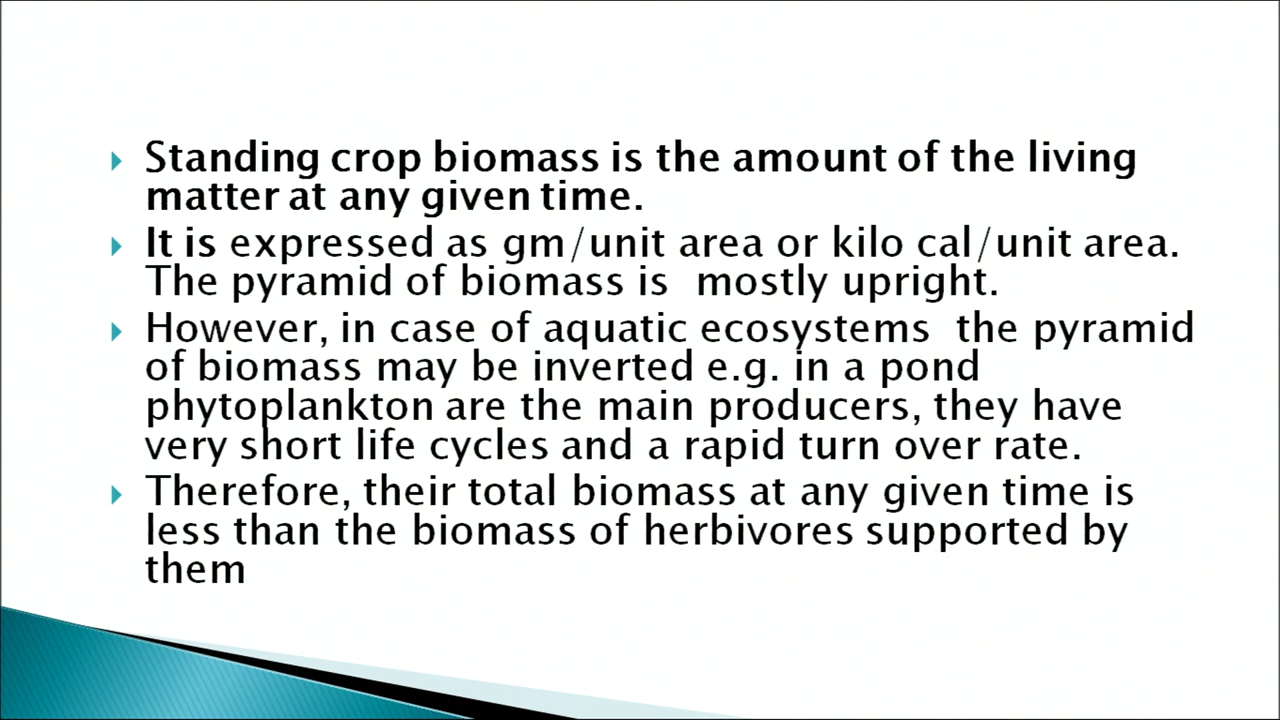 Standing crop biomass is the amount of the living
matter at any given time.
It is expressed as gm/unit area or kilo cal/unit area.
The pyramid of biomass is  mostly upright.
However, in case of aquatic ecosystems  the pyramid
of biomass may be inverted e.g. in a pond
phytoplankton are the main producers, they have
very short life cycles and a rapid turn over rate.
Therefore, their total biomass at any given time is
less than the biomass of herbivores supported by
them